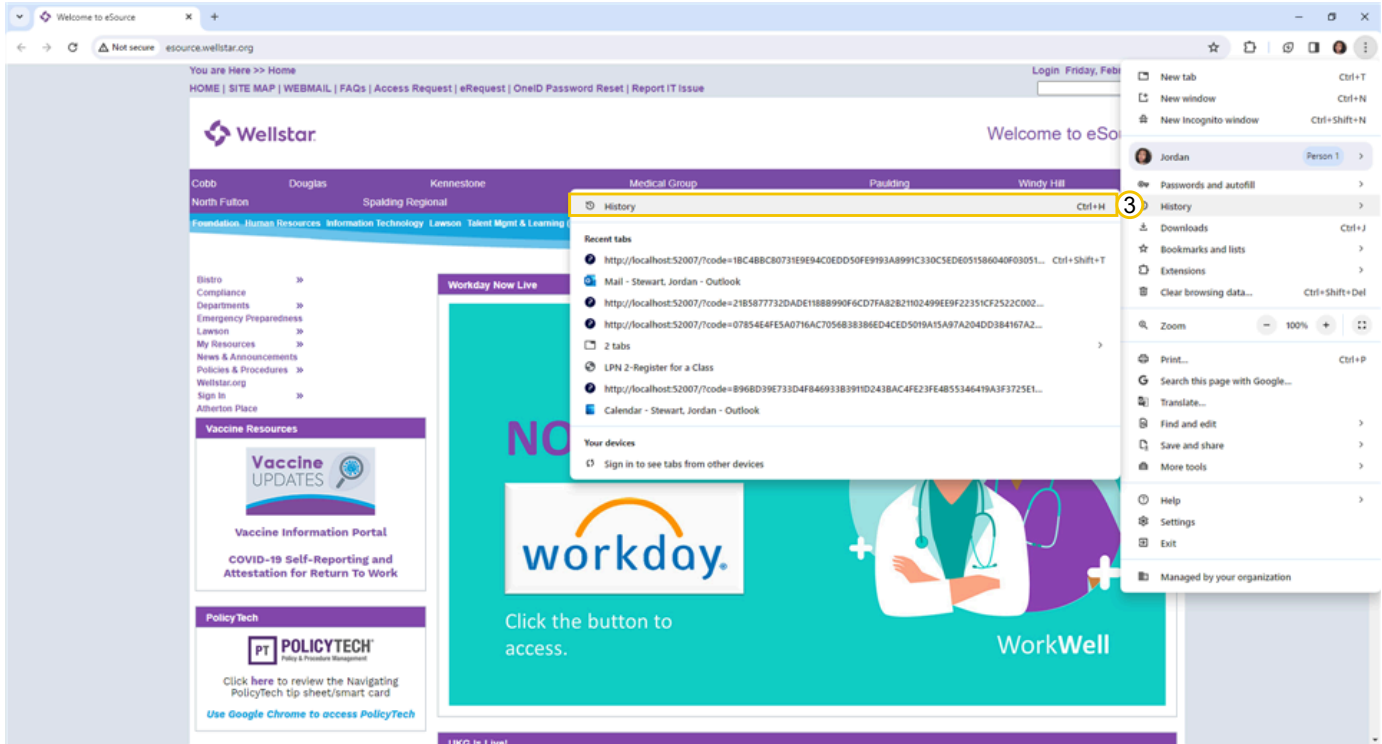 Welcome to eSource
Not secure esource.wellstar.org
You are Here >> Home
Login Friday, Febr
HOME | SITE MAP | WEBMAIL | FAQs | Access Request | eRequest | OneID Password Reset | Report IT Issue
Wellstar
Welcome to eSou
Cobb Douglas Kennestone Medical Group Paulding Windy Hill
North Fulton Spalding Regional
Foundation Human Resources Information Technology Lawson Talent Mgmt & Learning
Bistro »
Compliance
Departments »
Emergency Preparedness
Lawson »
My Resources »
News & Announcements
Policies & Procedures »
Wellstar.org
Sign In »
Atherton Place
Vaccine Resources
Vaccine
UPDATES
Vaccine Information Portal
COVID-19 Self-Reporting and
Attestation for Return To Work
PolicyTech
PT POLICYTECH
Policy & Procedure Management
Click here to review the Navigating
PolicyTech tip sheet/smart card
Use Google Chrome to access PolicyTech
Workday Now Live
NO
workday.
Click the button to
access.
WorkWell
UKG Is Live!
History Ctrl+H
3
Recent tabs
http://localhost:52007/?code=1BC4BBC80731E9E94C0EDD50FE9193A8991C330C5EDE051586040F03051... Ctrl+Shift+T
Mail - Stewart, Jordan - Outlook
http://localhost:52007/?code=21B5877732DADE118BB990F6CD7FA82B21102499EE9F22351CF2522C002...
http://localhost:52007/?code=07854E4FE5A0716AC7056B38386ED4CED5019A15A97A204DD384167A2...
2 tabs
LPN 2-Register for a Class
http://localhost:52007/?code=B96BD39E733D4F846933B3911D243BAC4FE23FE4B55346419A3F3725E1...
Calendar - Stewart, Jordan - Outlook
Your devices
Sign in to see tabs from other devices
New tab Ctrl+T
New window Ctrl+N
New Incognito window Ctrl+Shift+N
Jordan Person 1
Passwords and autofill
History
Downloads Ctrl+J
Bookmarks and lists
Extensions
Clear browsing data... Ctrl+Shift+Del
Zoom − 100% +
Print... Ctrl+P
Search this page with Google...
Translate...
Find and edit
Save and share
More tools
Help
Settings
Exit
Managed by your organization